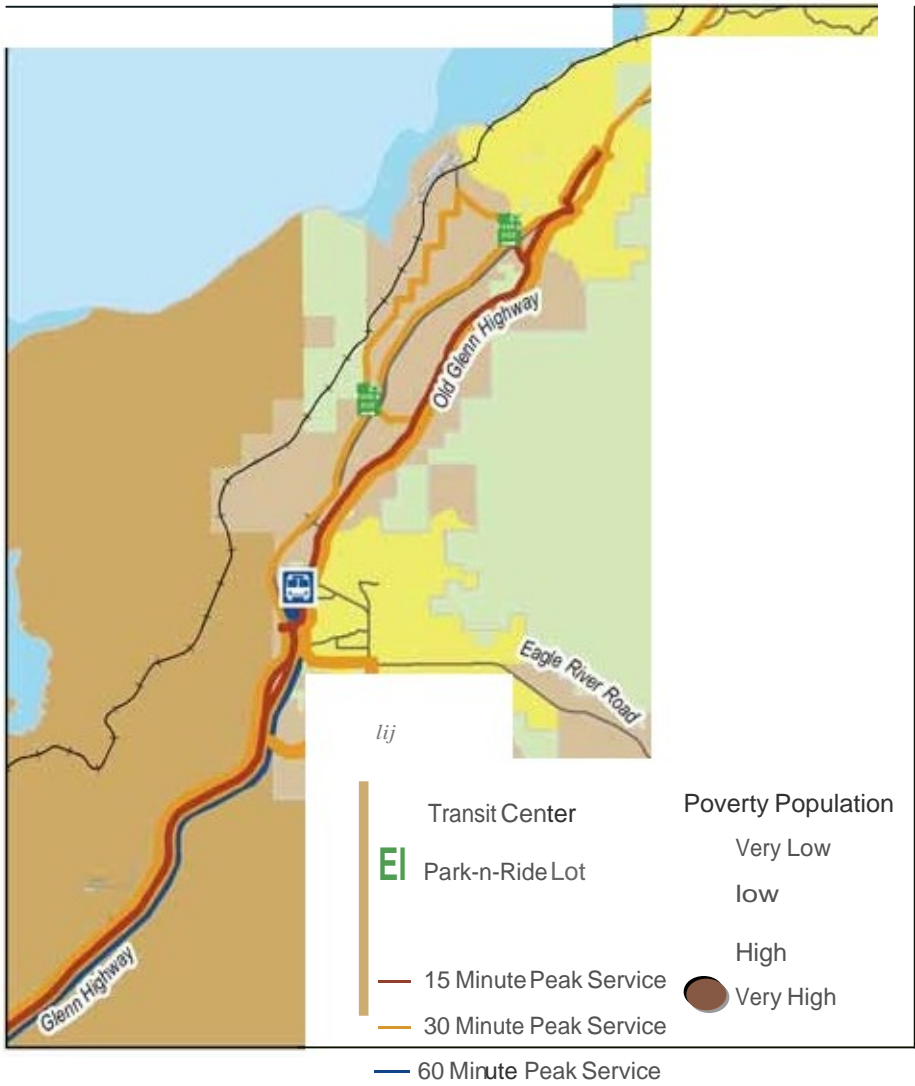 Old Glenn Highway
Eagle River Road
Glenn Highway
lij
Transit Center
EI Park-n-Ride Lot
15 Minute Peak Service
30 Minute Peak Service
60 Minute Peak Service
Poverty Population
Very Low
low
High
Very High